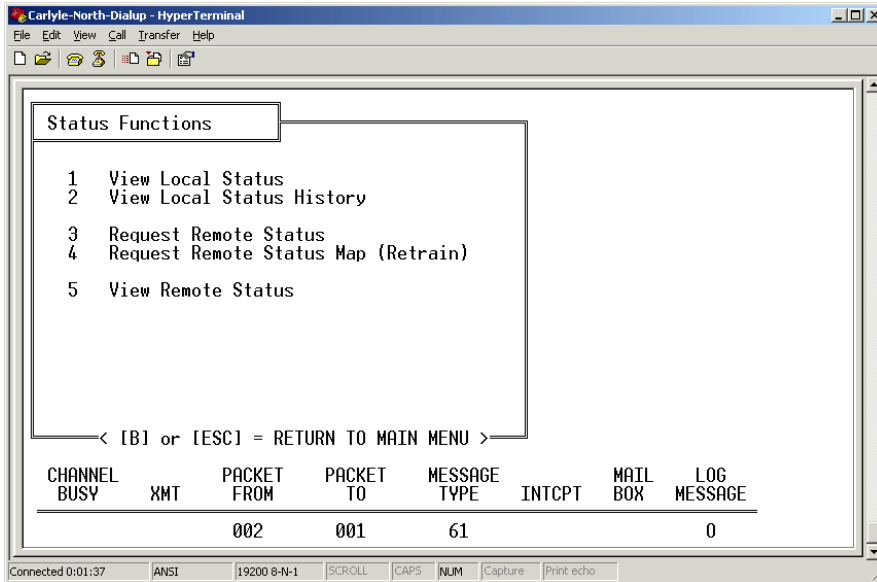 Carlyle-North-Dialup - HyperTerminal
File Edit View Call Transfer Help
Status Functions
1 View Local Status
2 View Local Status History
3 Request Remote Status
4 Request Remote Status Map (Retrain)
5 View Remote Status
< [B] or [ESC] = RETURN TO MAIN MENU >
CHANNEL PACKET PACKET MESSAGE MAIL LOG
BUSY XMT FROM TO TYPE INTCPT BOX MESSAGE
002 001 61 0
Connected 0:01:37 ANSI 19200 8-N-1 SCROLL CAPS NUM Capture Print echo